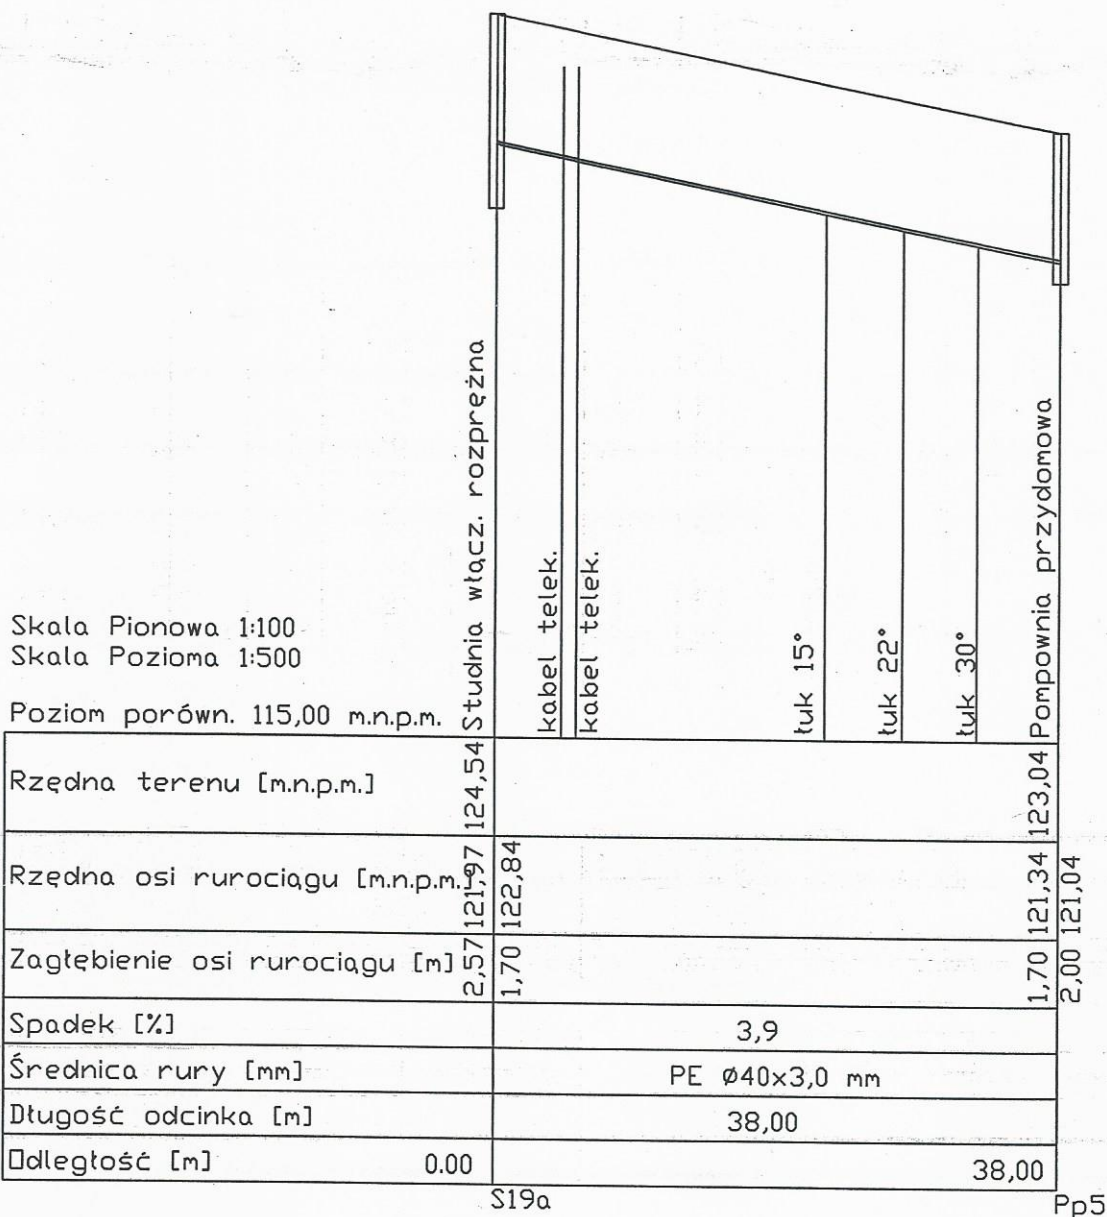 Studnia włącz. rozprężna
kabel telek.
kabel telek.
łuk 15°
łuk 22°
łuk 30°
Pompownia przydomowa
Skala Pionowa 1:100
Skala Pozioma 1:500
Poziom porówn. 115,00 m.n.p.m.
Rzędna terenu [m.n.p.m.] 124,54 123,04
Rzędna osi rurociągu [m.n.p.m.] 121,97 122,84 121,34 121,04
Zagłębienie osi rurociągu [m] 2,57 1,70 1,70 2,00
Spadek [%] 3,9
Średnica rury [mm] PE Ø40x3,0 mm
Długość odcinka [m] 38,00
Odległość [m] 0.00 38,00
S19a Pp5